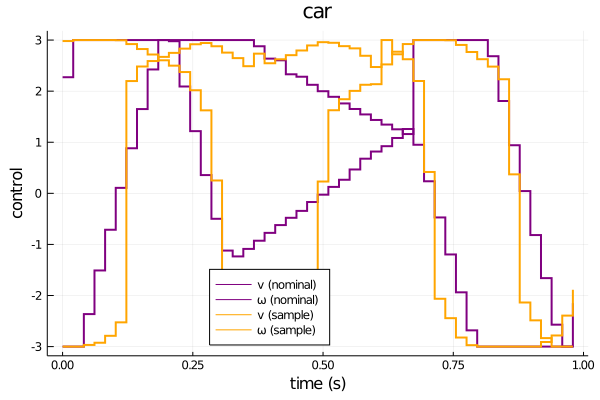 car
control
3
2
1
0
-1
-2
-3
v (nominal)
ω (nominal)
v (sample)
ω (sample)
0.00
0.25
0.50
0.75
1.00
time (s)